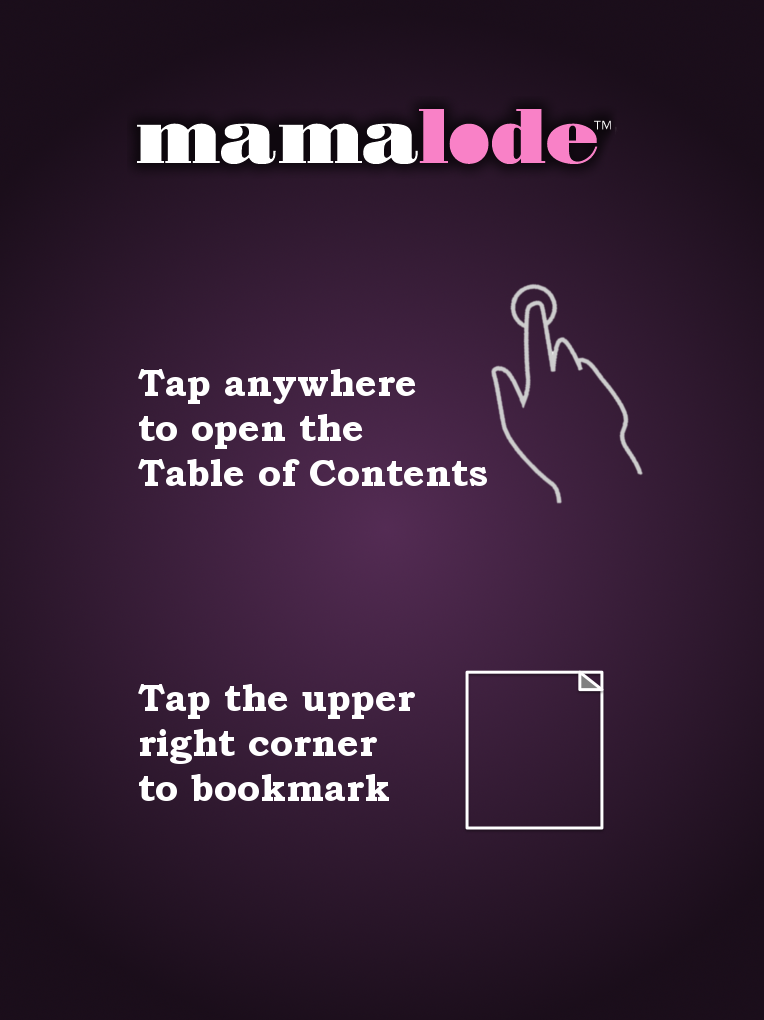 mamalode™
Tap anywhere
to open the
Table of Contents
Tap the upper
right corner
to bookmark